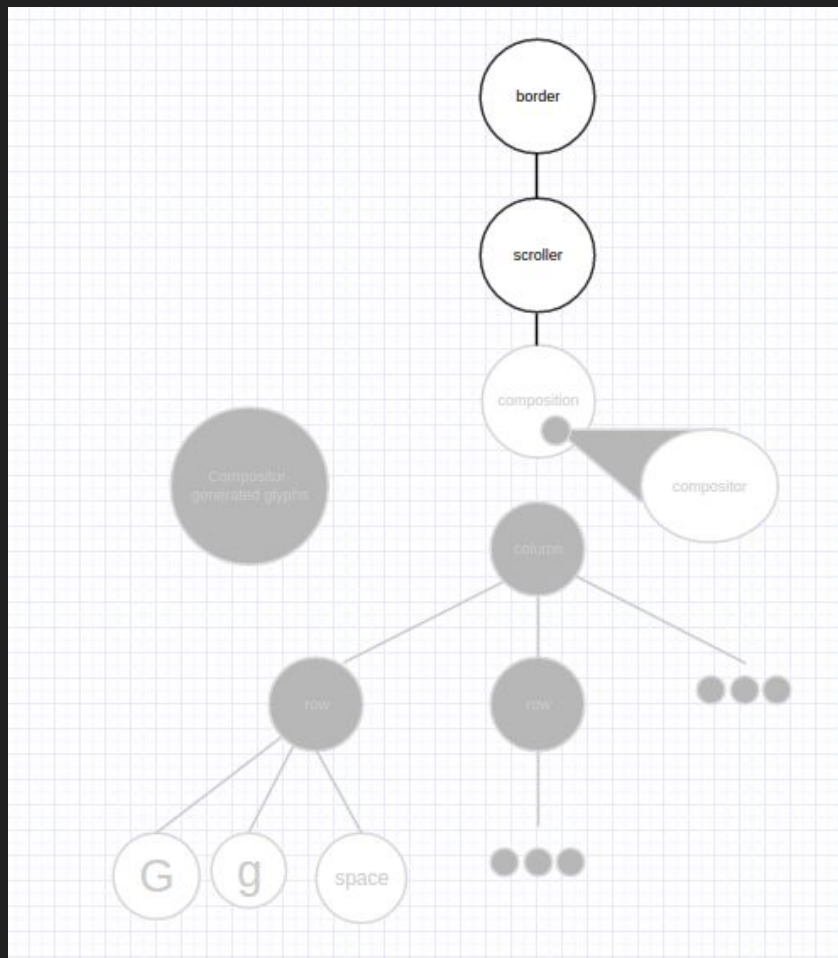 border
scroller
composition
Compositor-
generated glyphs
compositor
column
row
row
G
g
space